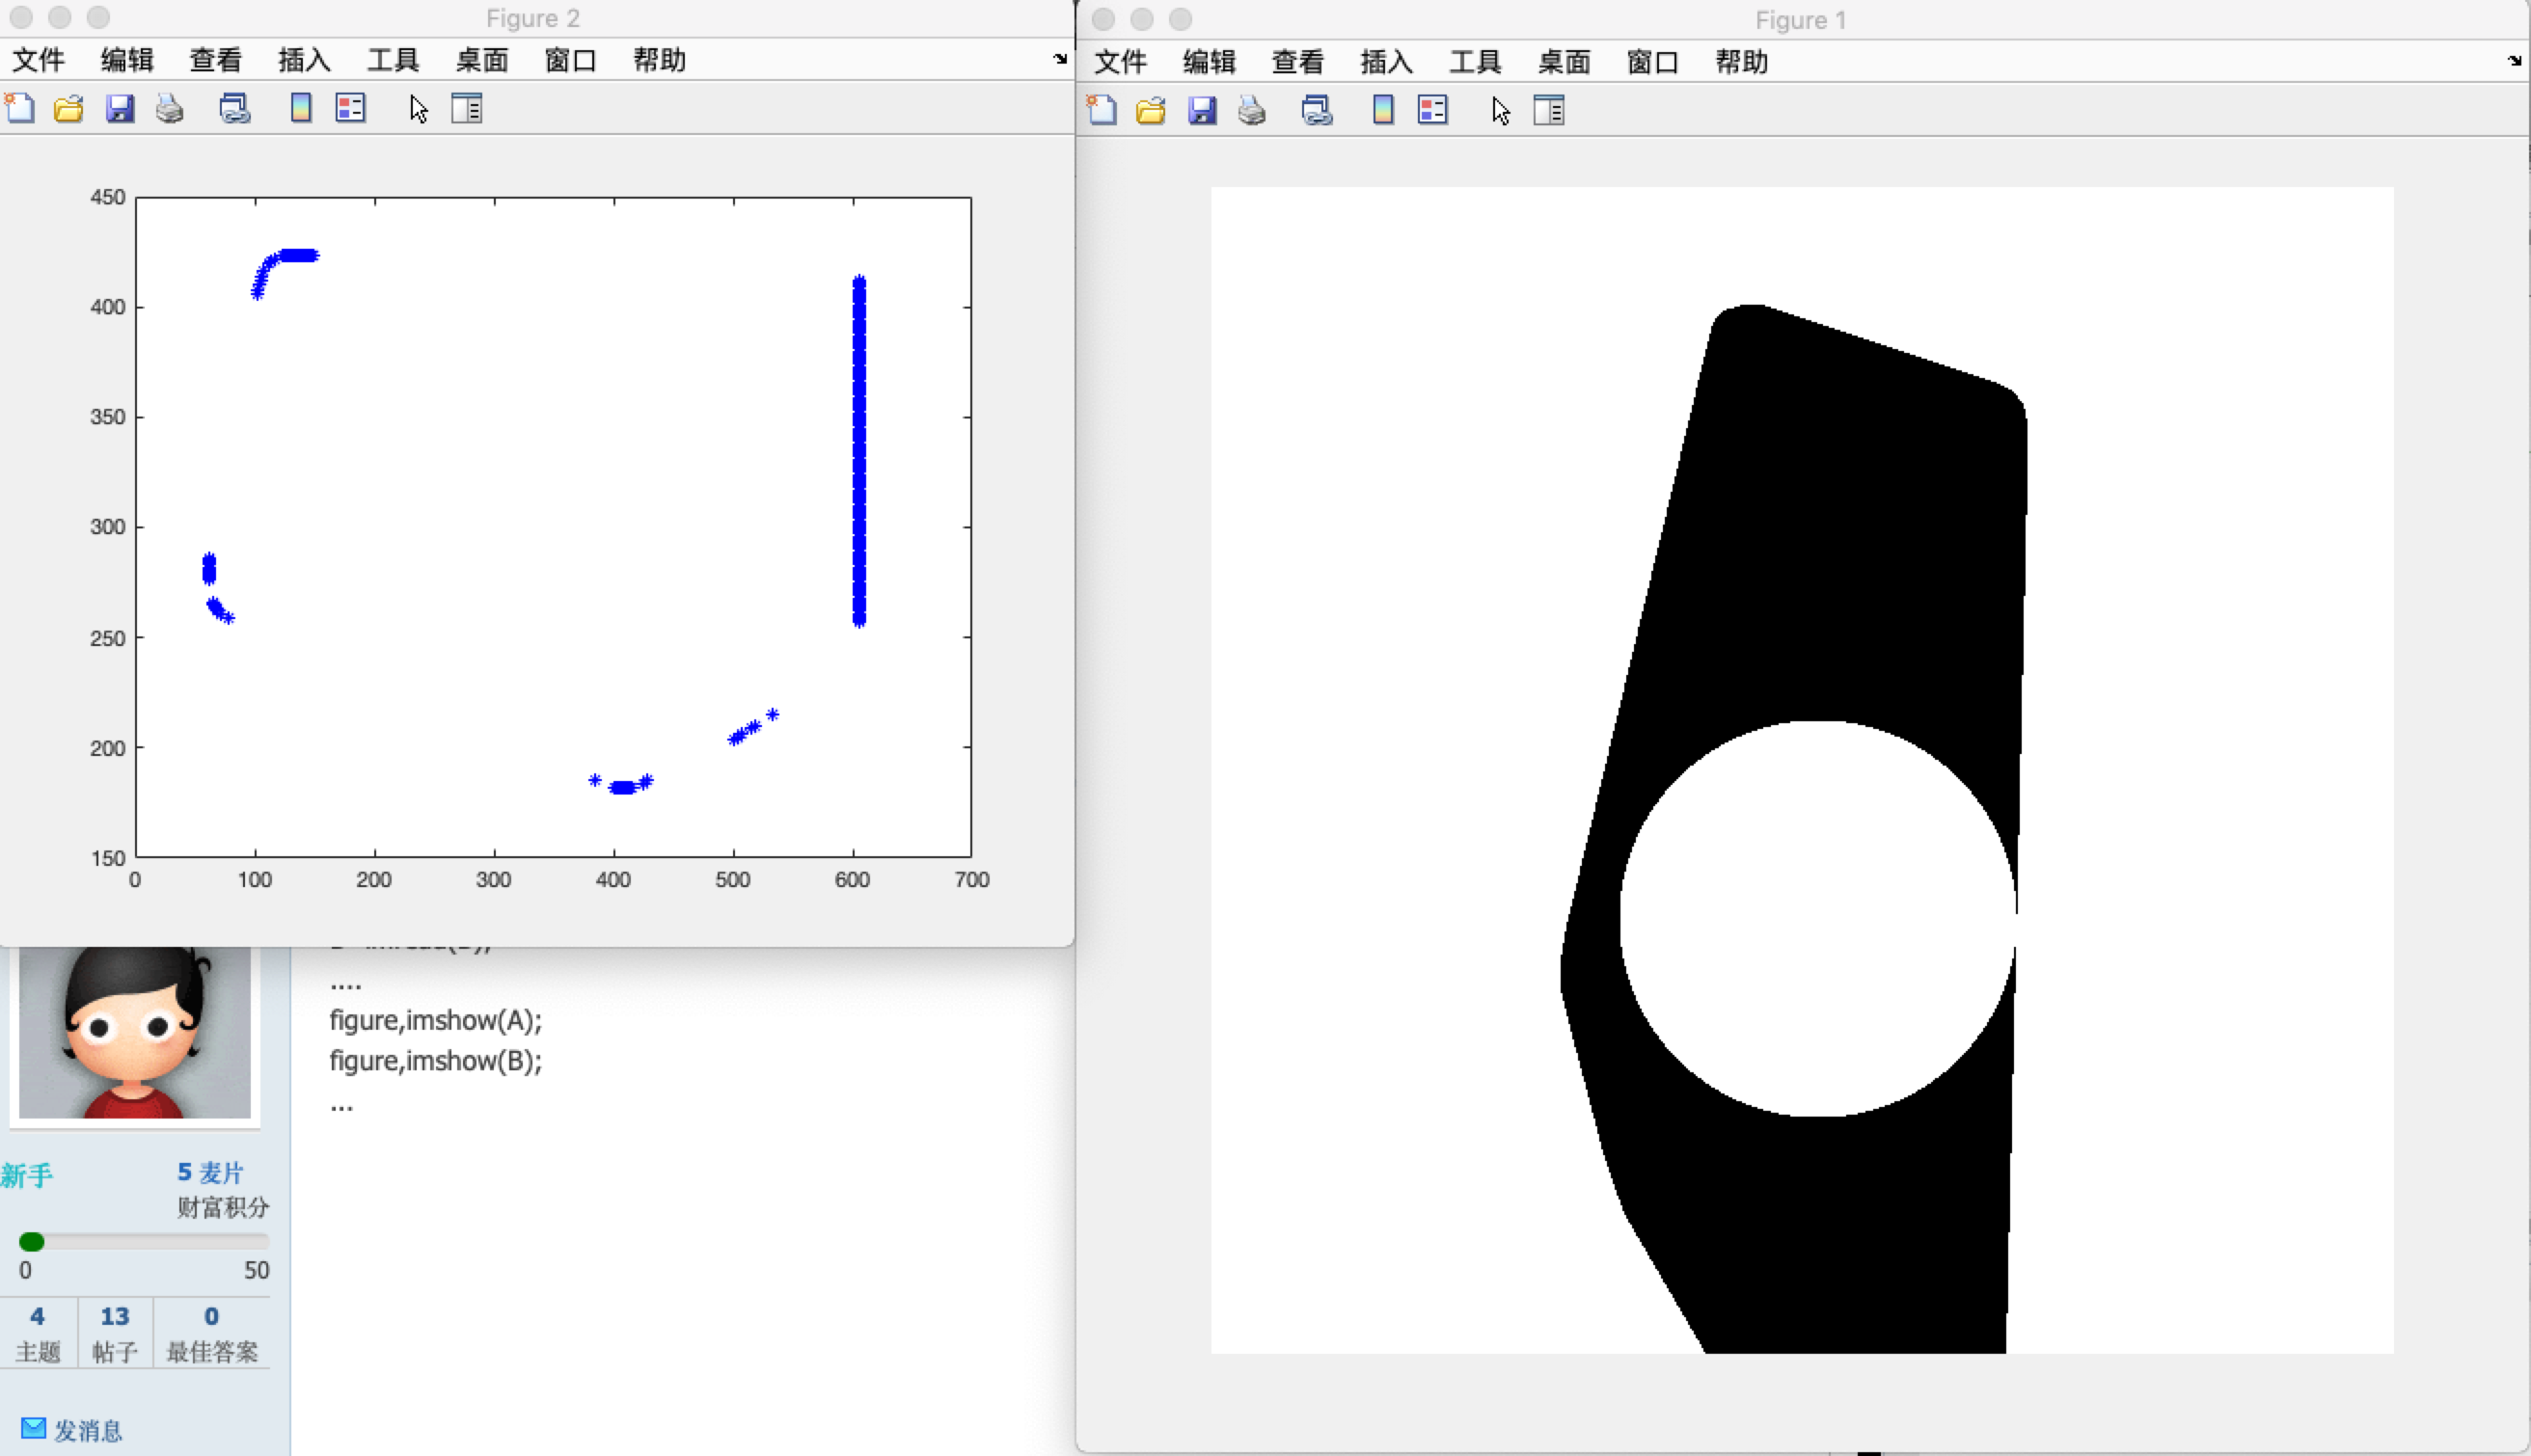 Figure 2
文件 编辑 查看 插入 工具 桌面 窗口 帮助
450
400
350
300
250
200
150
0 100 200 300 400 500 600 700
....
figure,imshow(A);
figure,imshow(B);
...
新手
5 麦片
财富积分
0 50
4 13 0
主题 帖子 最佳答案
发消息
Figure 1
文件 编辑 查看 插入 工具 桌面 窗口 帮助